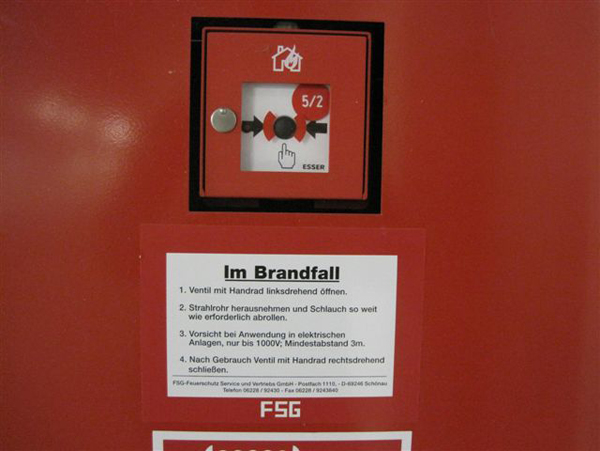 5/2
ESSER
Im Brandfall
1. Ventil mit Handrad linksdrehend öffnen.
2. Strahlrohr herausnehmen und Schlauch so weit
wie erforderlich abrollen.
3. Vorsicht bei Anwendung in elektrischen
Anlagen, nur bis 1000V; Mindestabstand 3m.
4. Nach Gebrauch Ventil mit Handrad rechtsdrehend
schließen.
FSG-Feuerschutz Service und Vertriebs GmbH - Postfach 1110, - D-69246 Schönau
Telefon 06228 / 92430 - Fax 06228 / 9243640
FSG